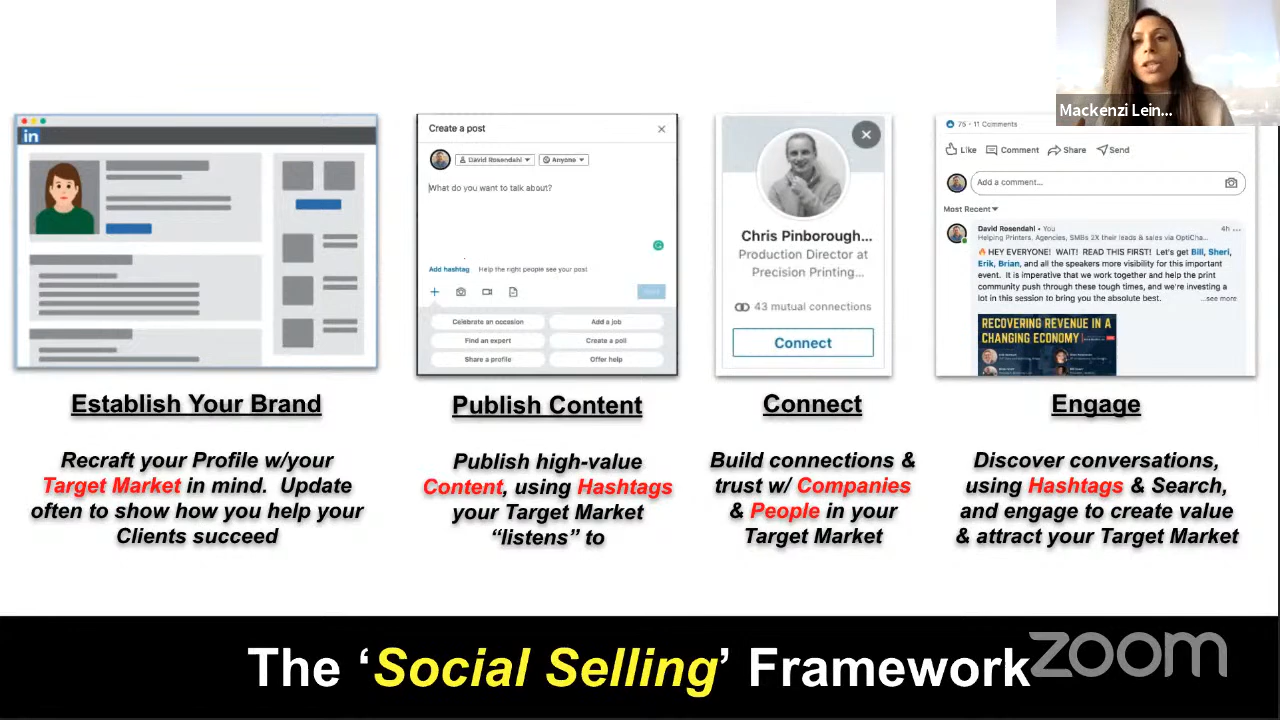 Mackenzi Lein...
in
Create a post
David Rosendahl
Anyone
What do you want to talk about?
Add hashtag
Help the right people see your post
Celebrate an occasion
Add a job
Find an expert
Create a poll
Share a profile
Offer help
Chris Pinborough...
Production Director at
Precision Printing...
43 mutual connections
Connect
75 · 11 Comments
Like
Comment
Share
Send
Add a comment...
Most Recent
David Rosendahl • You
4h ...
Helping Printers, Agencies, SMBs 2X their leads & sales via OptiCha...
🔥 HEY EVERYONE! WAIT! READ THIS FIRST! Let's get Bill, Sheri,
Erik, Brian, and all the speakers more visibility for this important
event. It is imperative that we work together and help the print
community push through these tough times, and we're investing a
lot in this session to bring you the absolute best.
...see more
RECOVERING REVENUE IN A
CHANGING ECONOMY
Establish Your Brand
Recraft your Profile w/your
Target Market in mind. Update
often to show how you help your
Clients succeed
Publish Content
Publish high-value
Content, using Hashtags
your Target Market
“listens” to
Connect
Build connections &
trust w/ Companies
& People in your
Target Market
Engage
Discover conversations,
using Hashtags & Search,
and engage to create value
& attract your Target Market
The ‘Social Selling’ Framework
zoom